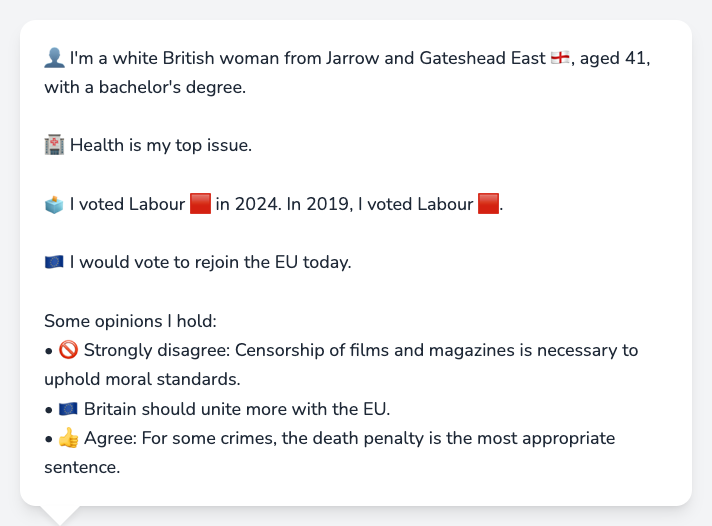 👤 I'm a white British woman from Jarrow and Gateshead East 🏴󠁧󠁢󠁥󠁮󠁧󠁿, aged 41,
with a bachelor's degree.
🏥 Health is my top issue.
🗳️ I voted Labour 🟥 in 2024. In 2019, I voted Labour 🟥.
🇪🇺 I would vote to rejoin the EU today.
Some opinions I hold:
• 🚫 Strongly disagree: Censorship of films and magazines is necessary to
uphold moral standards.
• 🇪🇺 Britain should unite more with the EU.
• 👍 Agree: For some crimes, the death penalty is the most appropriate
sentence.